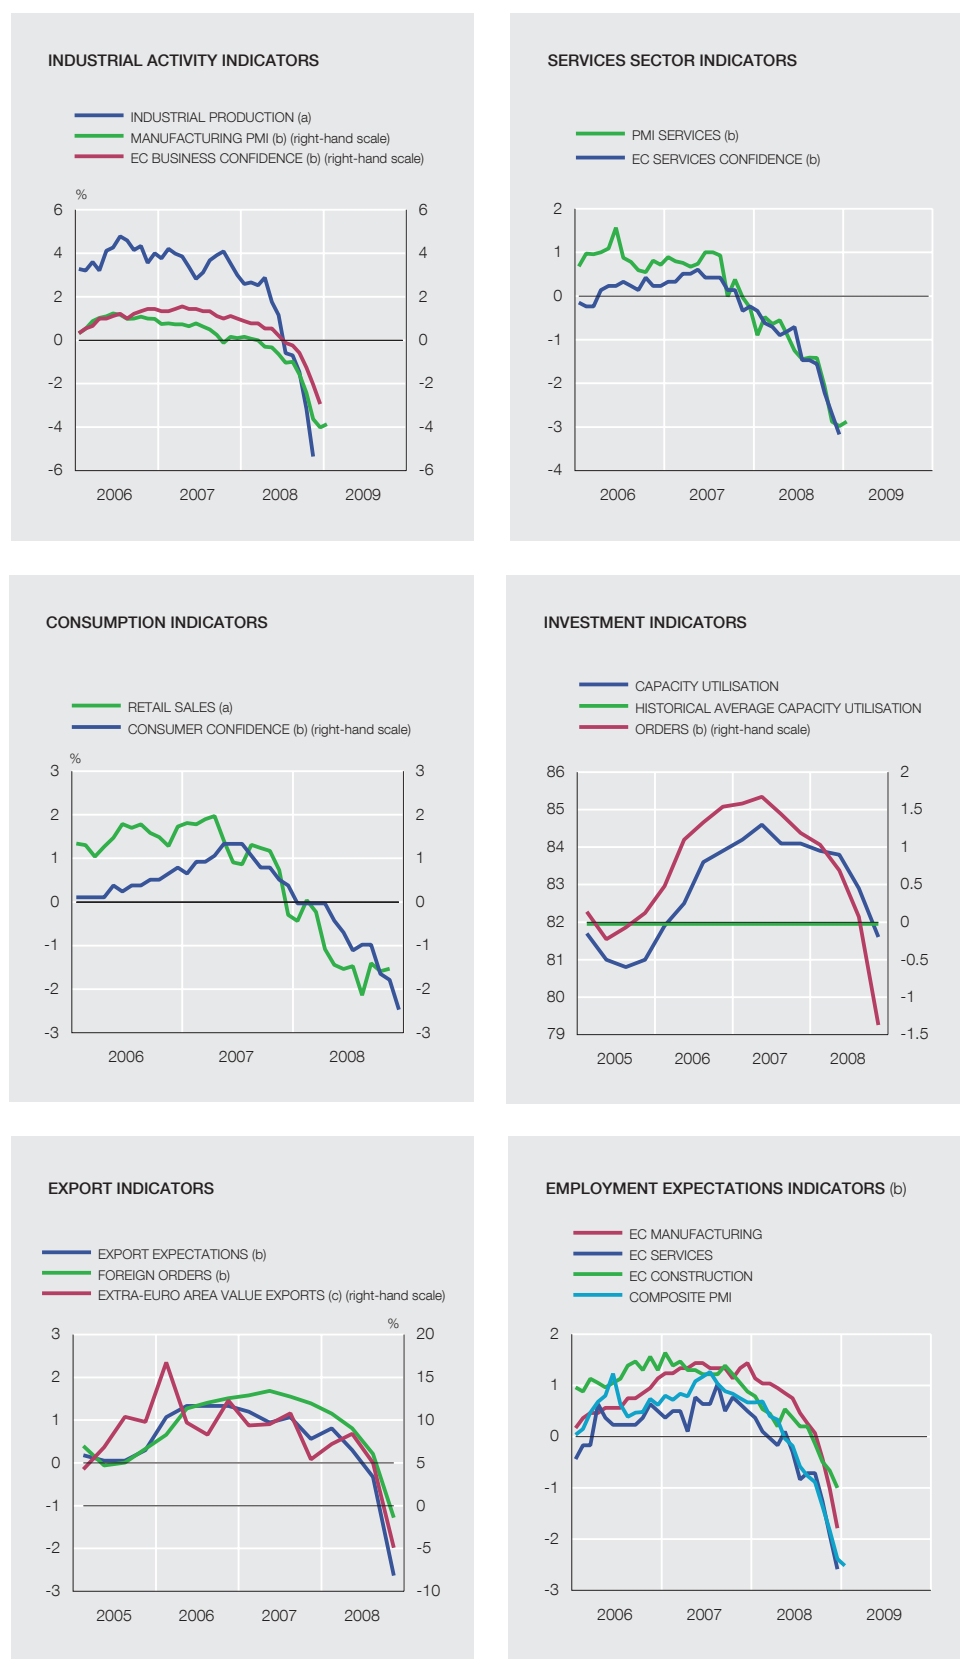 INDUSTRIAL ACTIVITY INDICATORS
INDUSTRIAL PRODUCTION (a)
MANUFACTURING PMI (b) (right-hand scale)
EC BUSINESS CONFIDENCE (b) (right-hand scale)
%
6 6
4 4
2 2
0 0
-2 -2
-4 -4
-6 -6
2006 2007 2008 2009
SERVICES SECTOR INDICATORS
PMI SERVICES (b)
EC SERVICES CONFIDENCE (b)
2
1
0
-1
-2
-3
-4
2006 2007 2008 2009
CONSUMPTION INDICATORS
RETAIL SALES (a)
CONSUMER CONFIDENCE (b) (right-hand scale)
%
3 3
2 2
1 1
0 0
-1 -1
-2 -2
-3 -3
2006 2007 2008
INVESTMENT INDICATORS
CAPACITY UTILISATION
HISTORICAL AVERAGE CAPACITY UTILISATION
ORDERS (b) (right-hand scale)
86 2
85 1.5
84 1
83 0.5
82 0
81 -0.5
80 -1
79 -1.5
2005 2006 2007 2008
EXPORT INDICATORS
EXPORT EXPECTATIONS (b)
FOREIGN ORDERS (b)
EXTRA-EURO AREA VALUE EXPORTS (c) (right-hand scale)
%
3 20
2 15
1 10
0 5
-1 0
-2 -5
-3 -10
2005 2006 2007 2008
EMPLOYMENT EXPECTATIONS INDICATORS (b)
EC MANUFACTURING
EC SERVICES
EC CONSTRUCTION
COMPOSITE PMI
2
1
0
-1
-2
-3
2006 2007 2008 2009